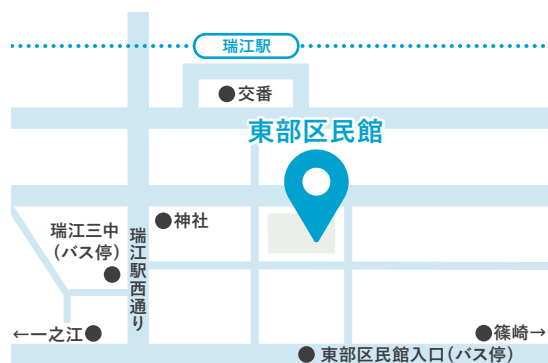 瑞江駅
●交番
東部区民館
●神社
瑞江三中
(バス停)
瑞江駅西通り
←一之江●
●篠崎→
●東部区民館入口(バス停)